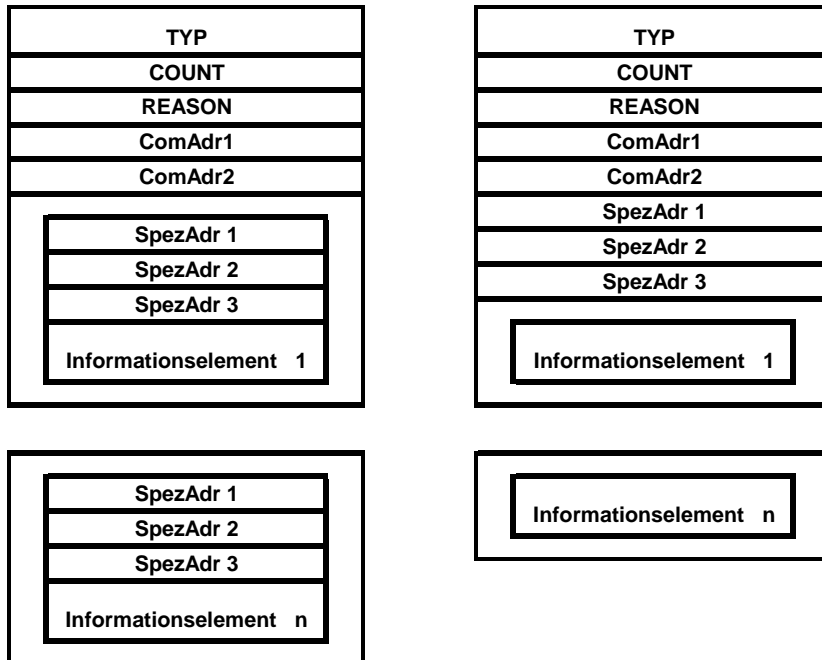 TYP
COUNT
REASON
ComAdr1
ComAdr2
SpezAdr 1
SpezAdr 2
SpezAdr 3
Informationselement 1
SpezAdr 1
SpezAdr 2
SpezAdr 3
Informationselement n
TYP
COUNT
REASON
ComAdr1
ComAdr2
SpezAdr 1
SpezAdr 2
SpezAdr 3
Informationselement 1
Informationselement n